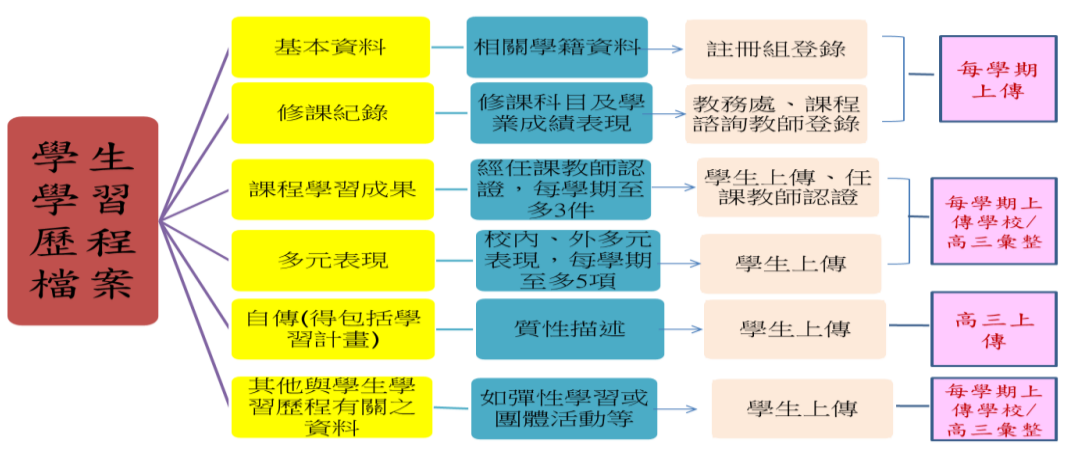 學生
學習
歷程
檔案
基本資料
相關學籍資料
註冊組登錄
每學期
上傳
修課紀錄
修課科目及學
業成績表現
教務處、課程
諮詢教師登錄
課程學習成果
經任課教師認
證，每學期至
多3件
學生上傳、任
課教師認證
每學期上
傳學校/
高三彙整
多元表現
校內、外多元
表現，每學期
至多5項
學生上傳
自傳(得包括學
習計畫)
質性描述
學生上傳
高三上
傳
其他與學生學
習歷程有關之
資料
如彈性學習或
團體活動等
學生上傳
每學期上
傳學校/
高三彙整